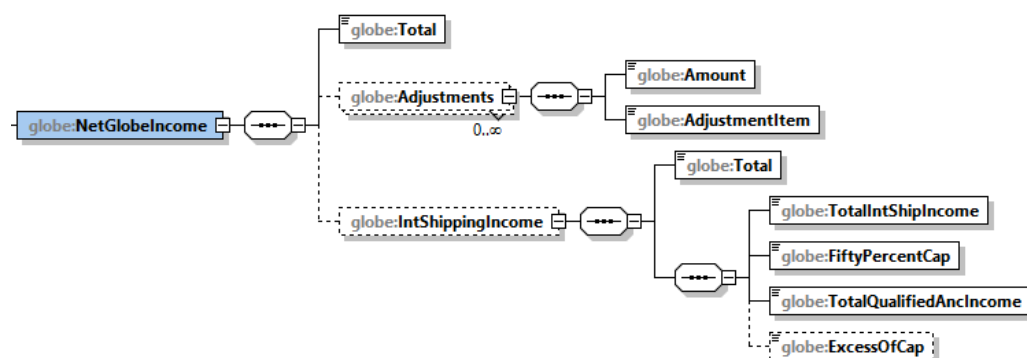 globe:Total
globe:Amount
globe:Adjustments
0..∞
globe:AdjustmentItem
globe:NetGlobeIncome
globe:Total
globe:IntShippingIncome
globe:TotalIntShipIncome
globe:FiftyPercentCap
globe:TotalQualifiedAncIncome
globe:ExcessOfCap